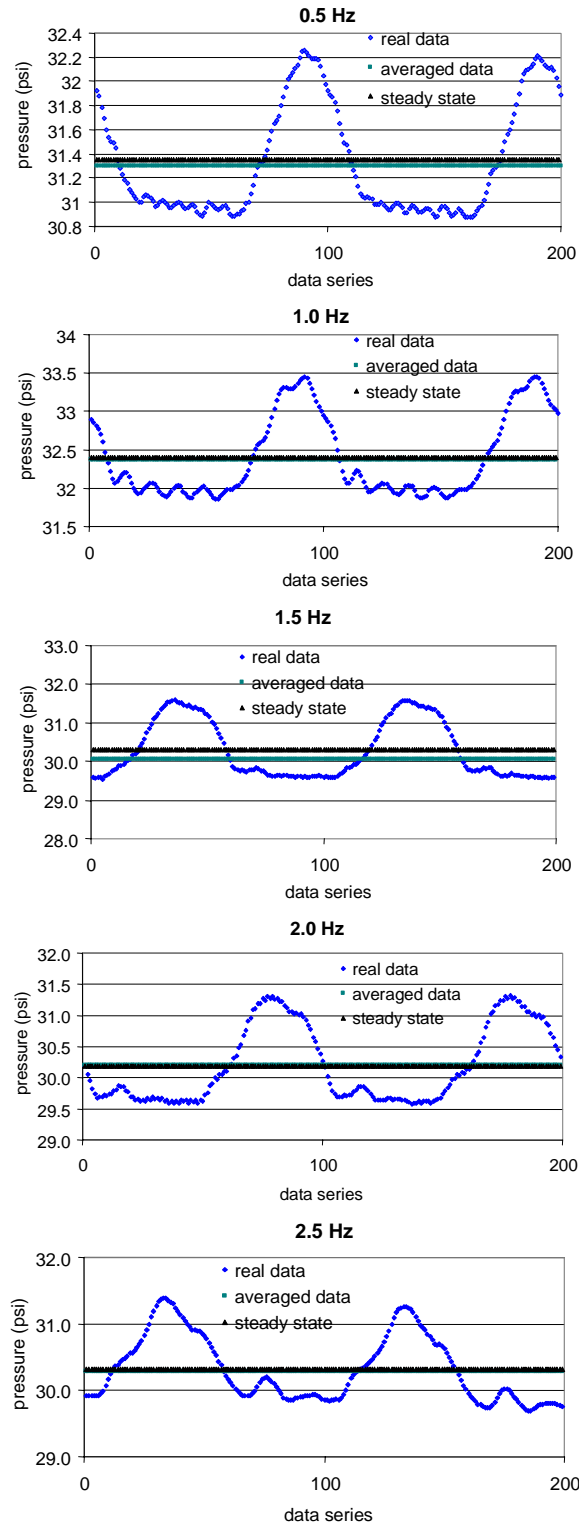 0.5 Hz
32.4
32.2
32
31.8
31.6
31.4
31.2
31
30.8
pressure (psi)
real data
averaged data
steady state
0 100 200
data series
1.0 Hz
34
33.5
33
32.5
32
31.5
pressure (psi)
real data
averaged data
steady state
0 100 200
data series
1.5 Hz
33.0
32.0
31.0
30.0
29.0
28.0
pressure (psi)
real data
averaged data
steady state
0 100 200
data series
2.0 Hz
32.0
31.5
31.0
30.5
30.0
29.5
29.0
pressure (psi)
real data
averaged data
steady state
0 100 200
data series
2.5 Hz
32.0
31.0
30.0
29.0
pressure (psi)
real data
averaged data
steady state
0 100 200
data series